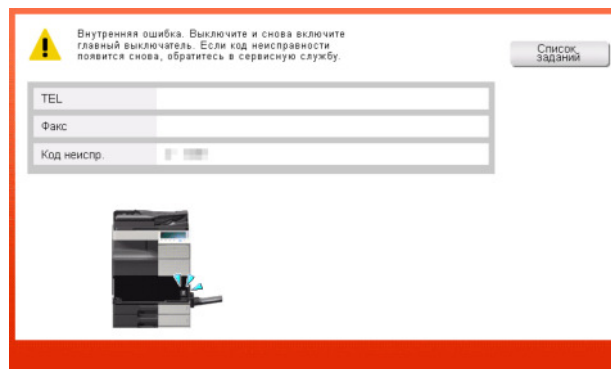 Внутренняя ошибка. Выключите и снова включите
главный выключатель. Если код неисправности
появится снова, обратитесь в сервисную службу.
Список
заданий
TEL
Факс
Код неиспр.